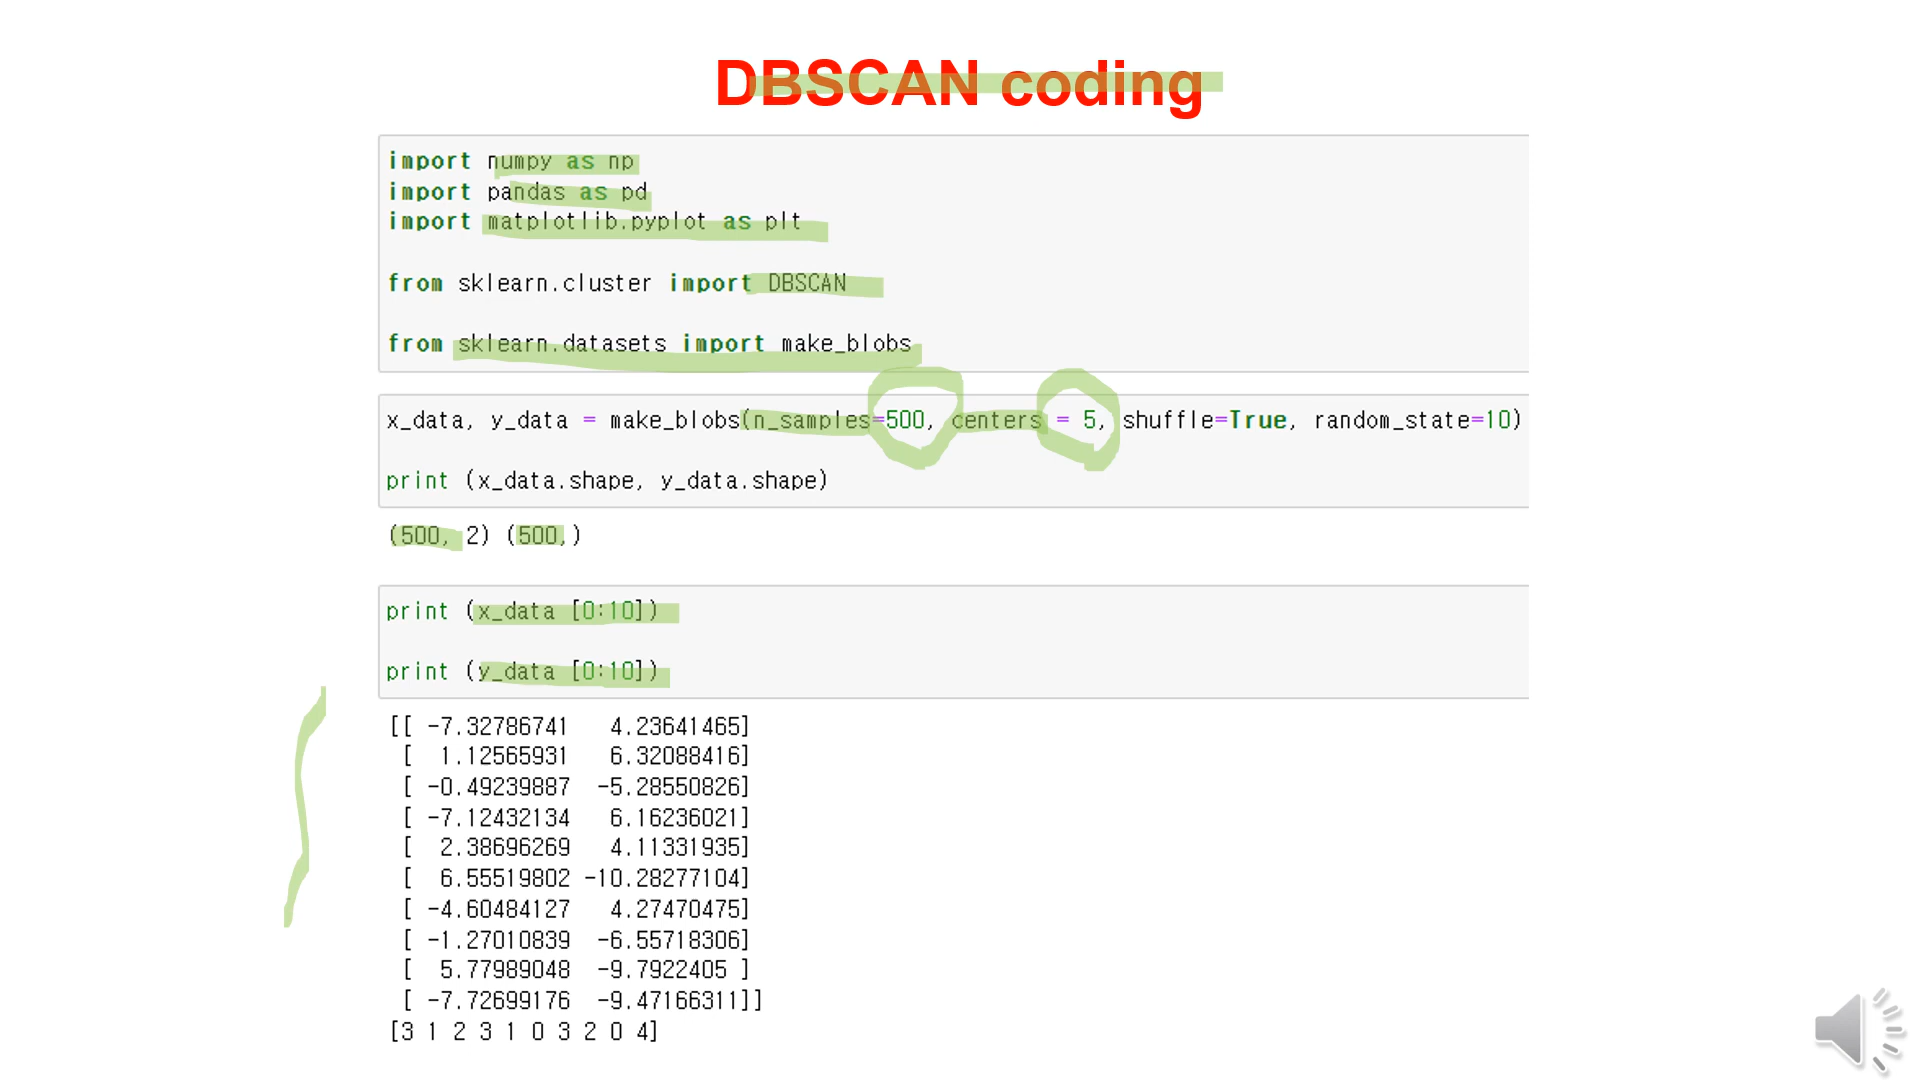 DBSCAN coding
import numpy as np
import pandas as pd
import matplotlib.pyplot as plt
from sklearn.cluster import DBSCAN
from sklearn.datasets import make_blobs
x_data, y_data = make_blobs(n_samples=500, centers = 5, shuffle=True, random_state=10)
print (x_data.shape, y_data.shape)
(500, 2) (500,)
print (x_data [0:10])
print (y_data [0:10])
[[ -7.32786741   4.23641465]
[  1.12565931   6.32088416]
[ -0.49239887  -5.28550826]
[ -7.12432134   6.16236021]
[  2.38696269   4.11331935]
[  6.55519802 -10.28277104]
[ -4.60484127   4.27470475]
[ -1.27010839  -6.55718306]
[  5.77989048  -9.7922405 ]
[ -7.72699176  -9.47166311]]
[3 1 2 3 1 0 3 2 0 4]